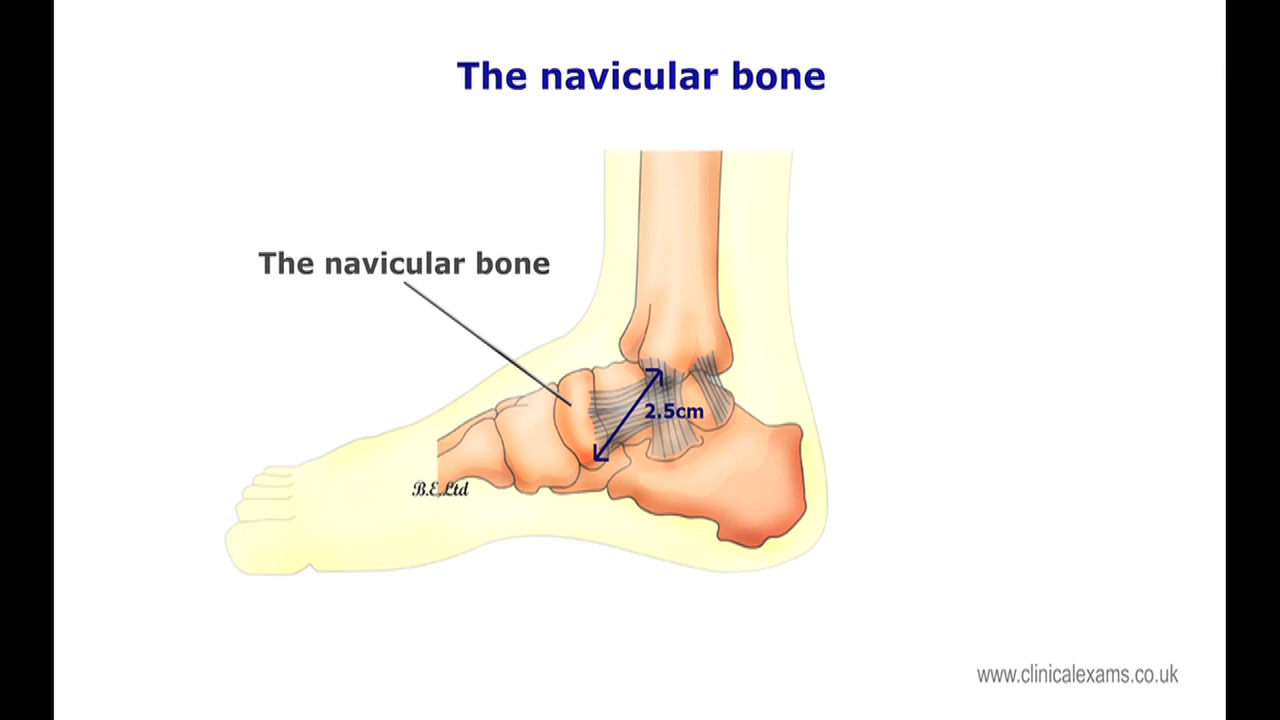 The navicular bone
The navicular bone
2.5cm
B.E.Ltd
www.clinicalexams.co.uk